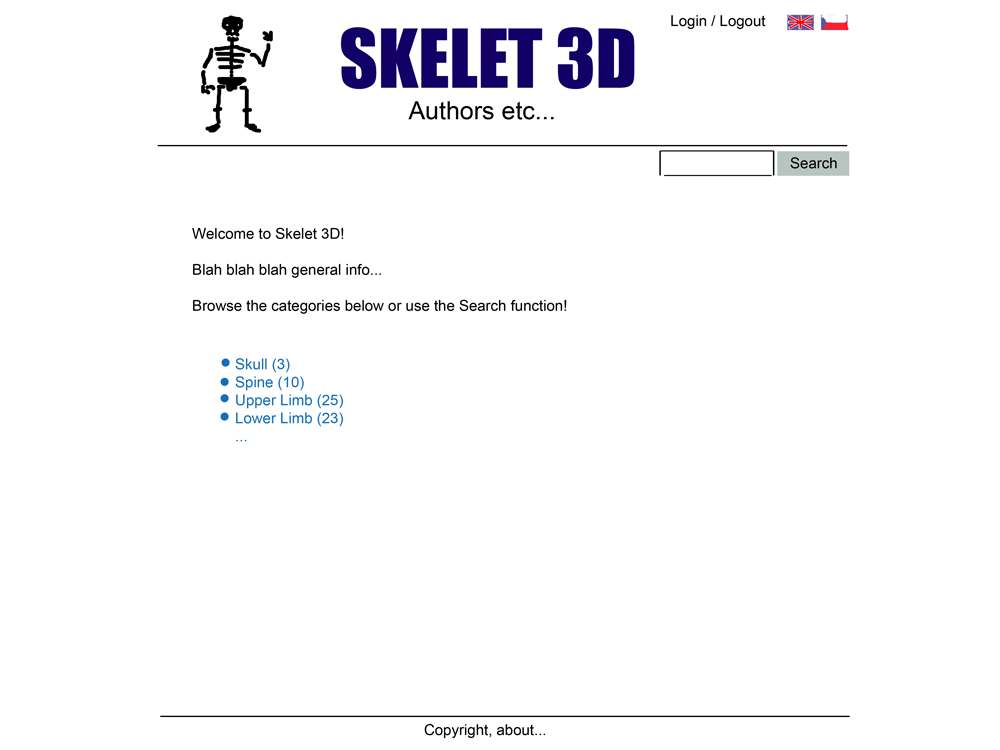 Login / Logout
SKELET 3D
Authors etc...
Search
Welcome to Skelet 3D!
Blah blah blah general info...
Browse the categories below or use the Search function!
Skull (3)
Spine (10)
Upper Limb (25)
Lower Limb (23)
...
Copyright, about...